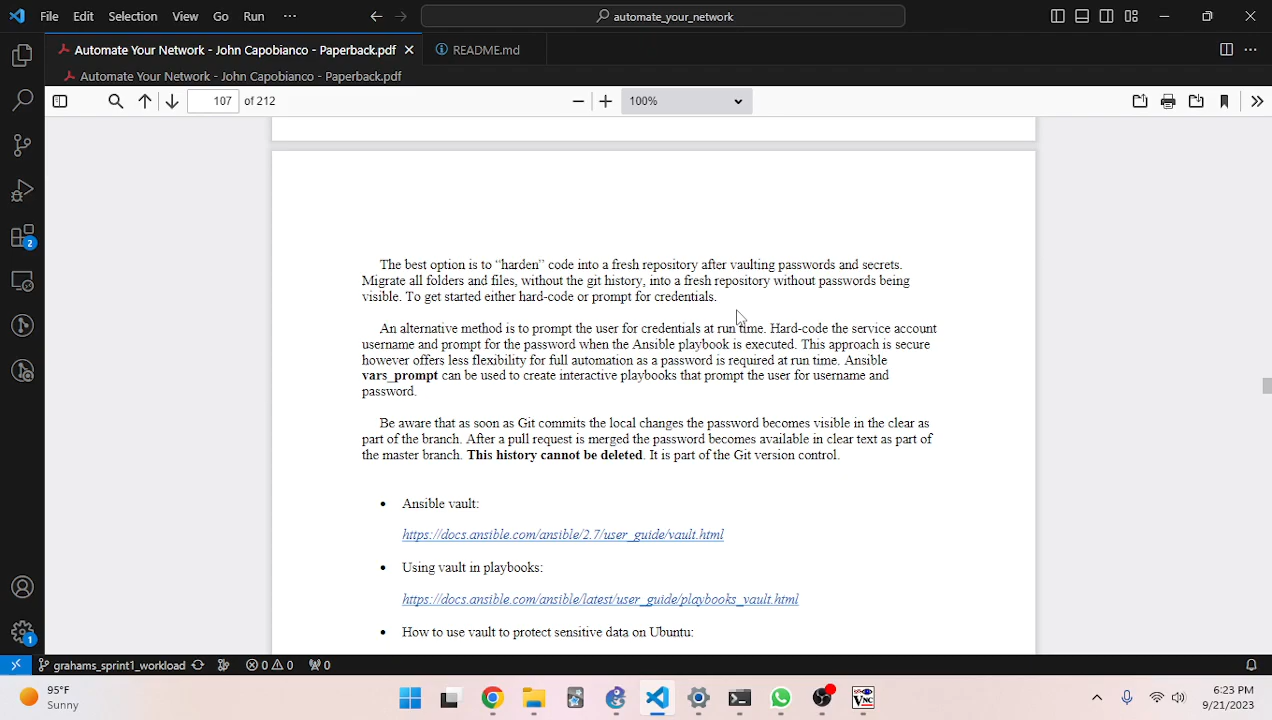 File Edit Selection View Go Run ··· automate_your_network
Automate Your Network - John Capobianco - Paperback.pdf README.md
Automate Your Network - John Capobianco - Paperback.pdf
107 of 212 100%
The best option is to “harden” code into a fresh repository after vaulting passwords and secrets.
Migrate all folders and files, without the git history, into a fresh repository without passwords being
visible. To get started either hard-code or prompt for credentials.
An alternative method is to prompt the user for credentials at run time. Hard-code the service account
username and prompt for the password when the Ansible playbook is executed. This approach is secure
however offers less flexibility for full automation as a password is required at run time. Ansible
vars_prompt can be used to create interactive playbooks that prompt the user for username and
password.
Be aware that as soon as Git commits the local changes the password becomes visible in the clear as
part of the branch. After a pull request is merged the password becomes available in clear text as part of
the master branch. This history cannot be deleted. It is part of the Git version control.
• Ansible vault:
https://docs.ansible.com/ansible/2.7/user_guide/vault.html
• Using vault in playbooks:
https://docs.ansible.com/ansible/latest/user_guide/playbooks_vault.html
• How to use vault to protect sensitive data on Ubuntu:
2
1
grahams_sprint1_workload 0 0 0
95°F
Sunny
6:23 PM
9/21/2023